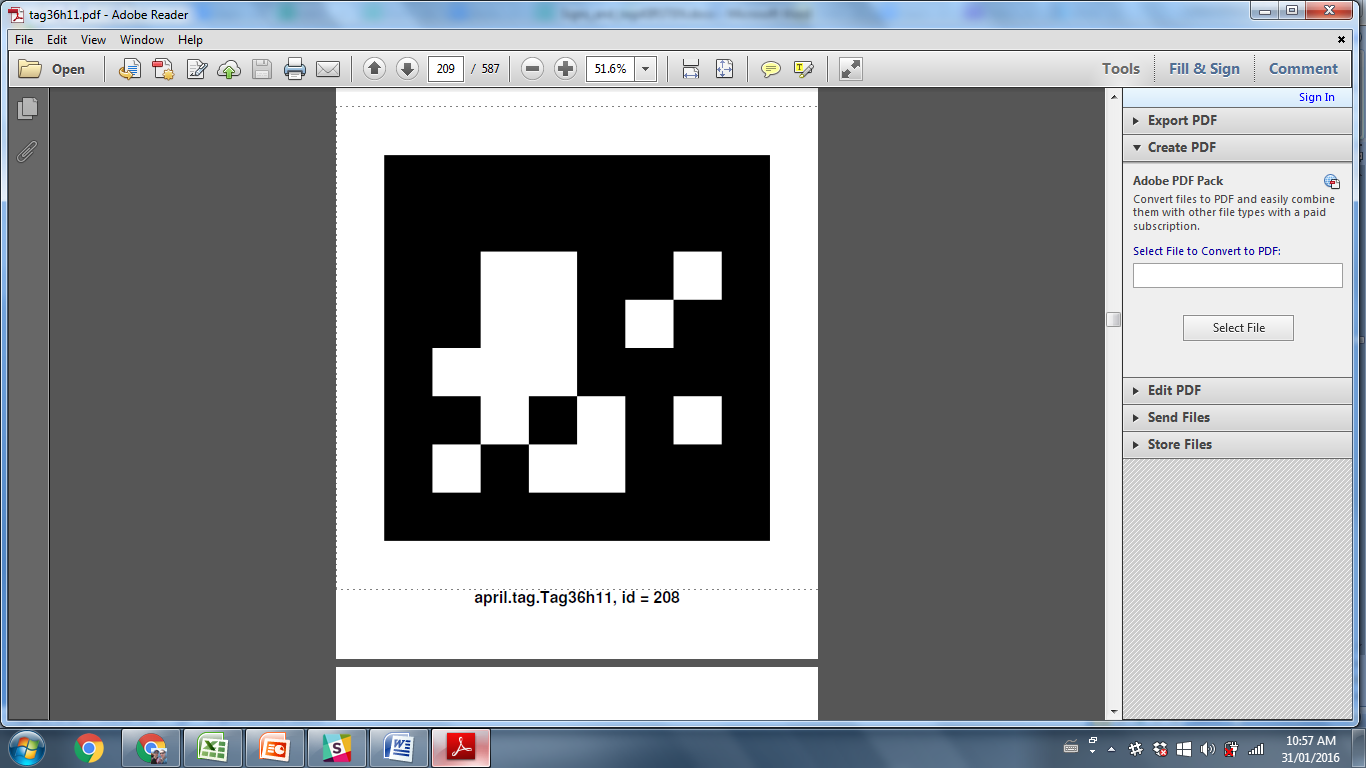 tag36h11.pdf - Adobe Reader
File Edit View Window Help
Open 209 / 587 51.6% Tools Fill & Sign Comment
Sign In
Export PDF
Create PDF
Adobe PDF Pack
Convert files to PDF and easily combine
them with other file types with a paid
subscription.
Select File to Convert to PDF:
Select File
Edit PDF
Send Files
Store Files
april.tag.Tag36h11, id = 208
10:57 AM
31/01/2016